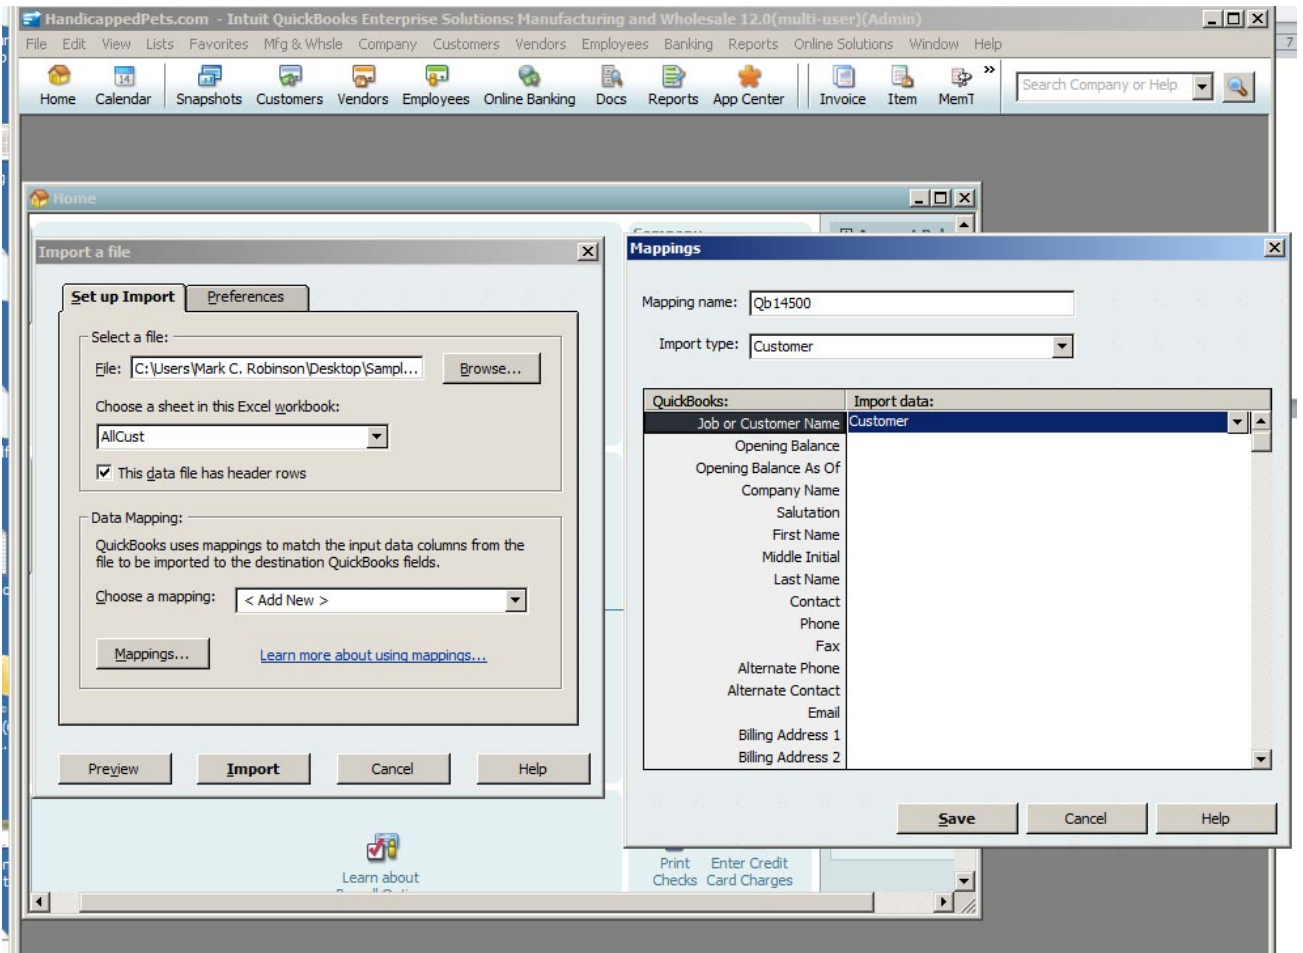 HandicappedPets.com - Intuit QuickBooks Enterprise Solutions: Manufacturing and Wholesale 12.0(multi-user)(Admin)
File Edit View Lists Favorites Mfg & Whsle Company Customers Vendors Employees Banking Reports Online Solutions Window Help
7
14
Home Calendar Snapshots Customers Vendors Employees Online Banking Docs Reports App Center Invoice Item MemT »
Search Company or Help
Home
Company
Import a file
Set up Import Preferences
Select a file:
File: C:\Users\Mark C. Robinson\Desktop\Sampl... Browse...
Choose a sheet in this Excel workbook:
AllCust
This data file has header rows
Data Mapping:
QuickBooks uses mappings to match the input data columns from the
file to be imported to the destination QuickBooks fields.
Choose a mapping: < Add New >
Mappings... Learn more about using mappings...
Preview Import Cancel Help
Mappings
Mapping name: Qb14500
Import type: Customer
QuickBooks: Import data:
Job or Customer Name Customer
Opening Balance
Opening Balance As Of
Company Name
Salutation
First Name
Middle Initial
Last Name
Contact
Phone
Fax
Alternate Phone
Alternate Contact
Email
Billing Address 1
Billing Address 2
Save Cancel Help
Learn about
Print Checks
Enter Credit Card Charges